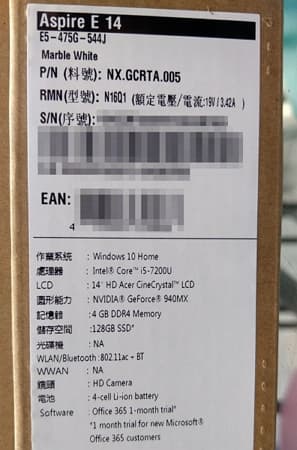 Aspire E 14
E5-475G-544J
Marble White
P/N (料號): NX.GCRTA.005
RMN(型號): N16Q1 (額定電壓/電流:19V/3.42A)
S/N(序號):
EAN:
4
作業系統 : Windows 10 Home
處理器 : Intel® Core™ i5-7200U
LCD : 14" HD Acer CineCrystal™ LCD
圖形能力 : NVIDIA® GeForce® 940MX
記憶體 : 4 GB DDR4 Memory
儲存空間 : 128GB SSD*
光碟機 : NA
WLAN/Bluetooth : 802.11ac + BT
WWAN : NA
鏡頭 : HD Camera
電池 : 4-cell Li-ion battery
Software : Office 365 1-month trial*
*1 month trial for new Microsoft®
Office 365 customers